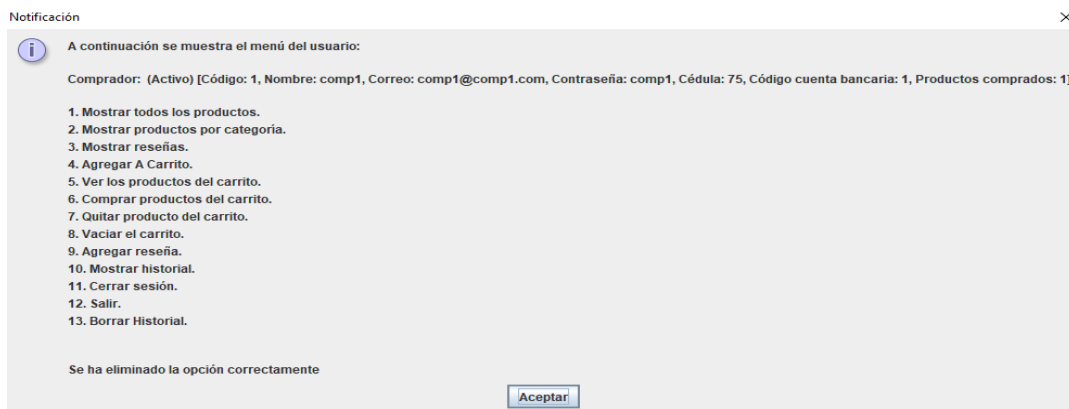 Notificación
A continuación se muestra el menú del usuario:
Comprador: (Activo) [Código: 1, Nombre: comp1, Correo: comp1@comp1.com, Contraseña: comp1, Cédula: 75, Código cuenta bancaria: 1, Productos comprados: 1]
1. Mostrar todos los productos.
2. Mostrar productos por categoría.
3. Mostrar reseñas.
4. Agregar A Carrito.
5. Ver los productos del carrito.
6. Comprar productos del carrito.
7. Quitar producto del carrito.
8. Vaciar el carrito.
9. Agregar reseña.
10. Mostrar historial.
11. Cerrar sesión.
12. Salir.
13. Borrar Historial.
Se ha eliminado la opción correctamente
Aceptar